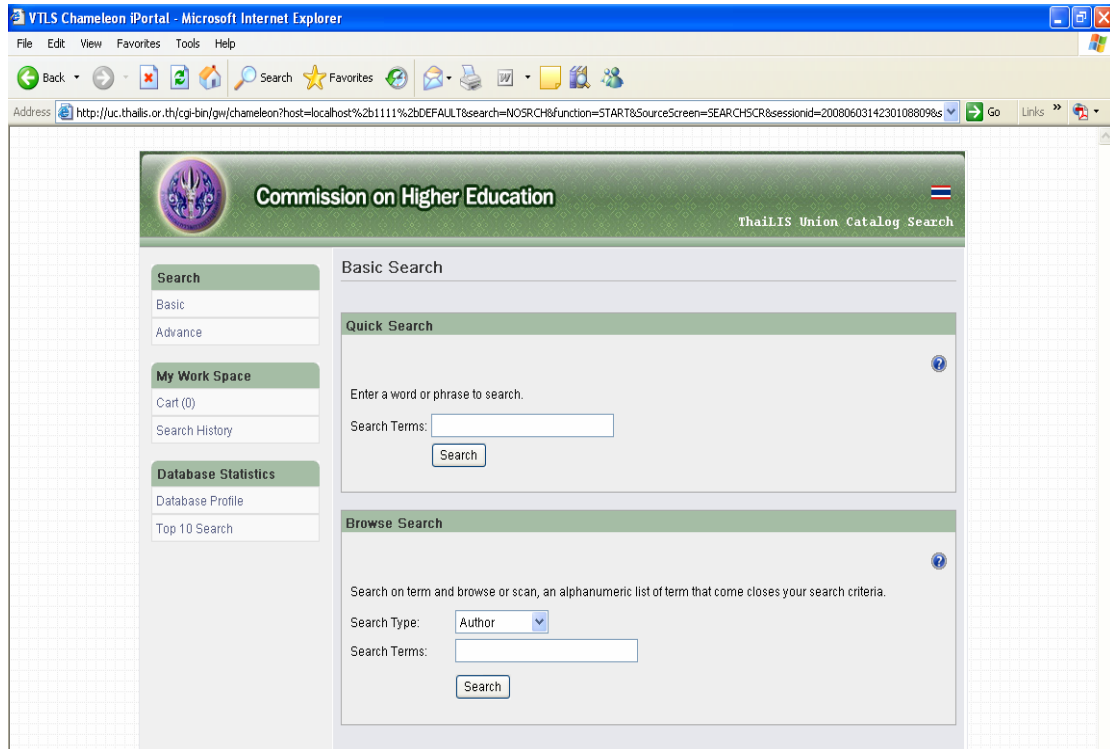 VTLS Chameleon iPortal - Microsoft Internet Explorer
File Edit View Favorites Tools Help
Back Search Favorites
Address http://uc.thailis.or.th/cgi-bin/gw/chameleon?host=localhost%2b1111%2bDEFAULT&search=NOSRCH&function=START&SourceScreen=SEARCHSCR&sessionid=2008060314230108809&s Go Links »
Commission on Higher Education
ThaiLIS Union Catalog Search
Search
Basic
Advance
My Work Space
Cart (0)
Search History
Database Statistics
Database Profile
Top 10 Search
Basic Search
Quick Search
Enter a word or phrase to search.
Search Terms:
Search
Browse Search
Search on term and browse or scan, an alphanumeric list of term that come closes your search criteria.
Search Type: Author
Search Terms:
Search